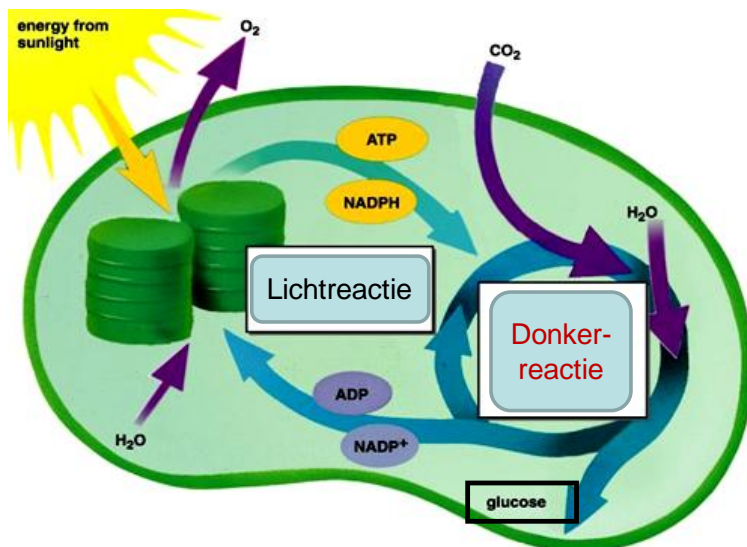 energy from
sunlight
O₂
CO₂
ATP
NADPH
H₂O
Lichtreactie
Donker-
reactie
ADP
NADP⁺
H₂O
glucose